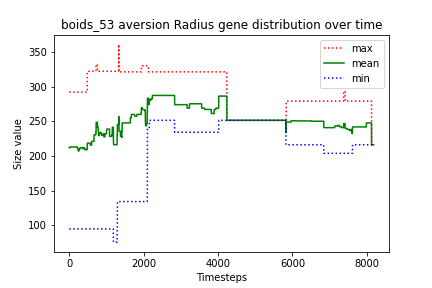 boids_53 aversion Radius gene distribution over time
max
mean
min
Size value
350
300
250
200
150
100
0
2000
4000
6000
8000
Timesteps